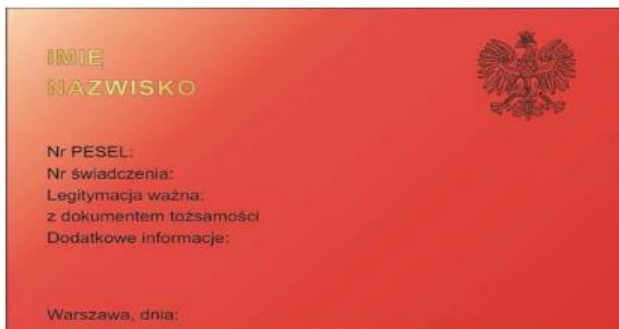 IMIĘ
NAZWISKO
Nr PESEL:
Nr świadczenia:
Legitymacja ważna:
z dokumentem tożsamości
Dodatkowe informacje:
Warszawa, dnia: